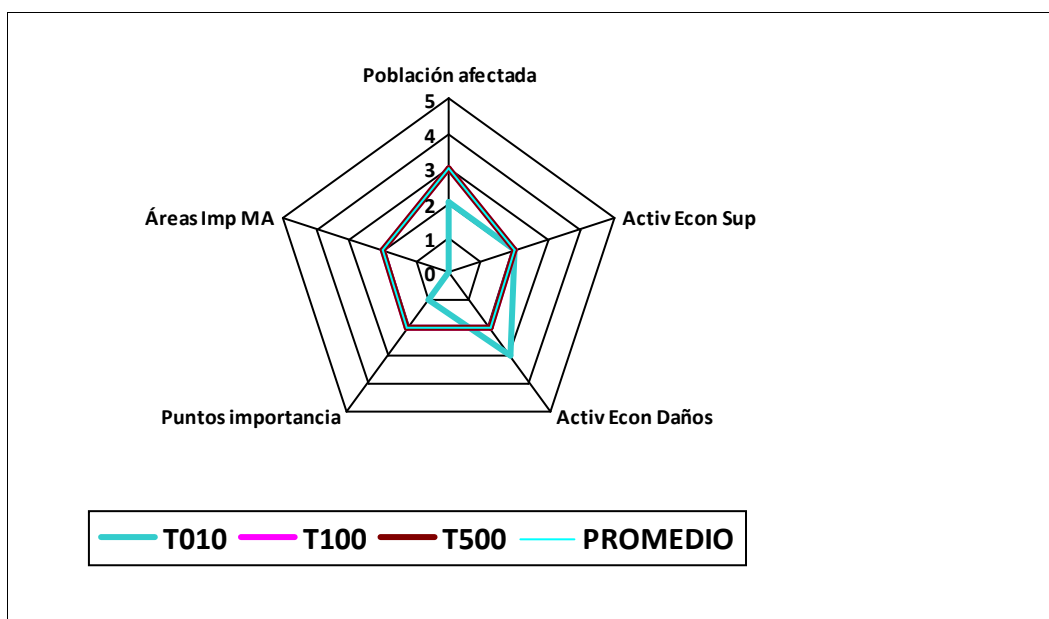 Población afectada
5
4
3
2
1
0
Áreas Imp MA
Activ Econ Sup
Puntos importancia
Activ Econ Daños
T010 T100 T500 PROMEDIO